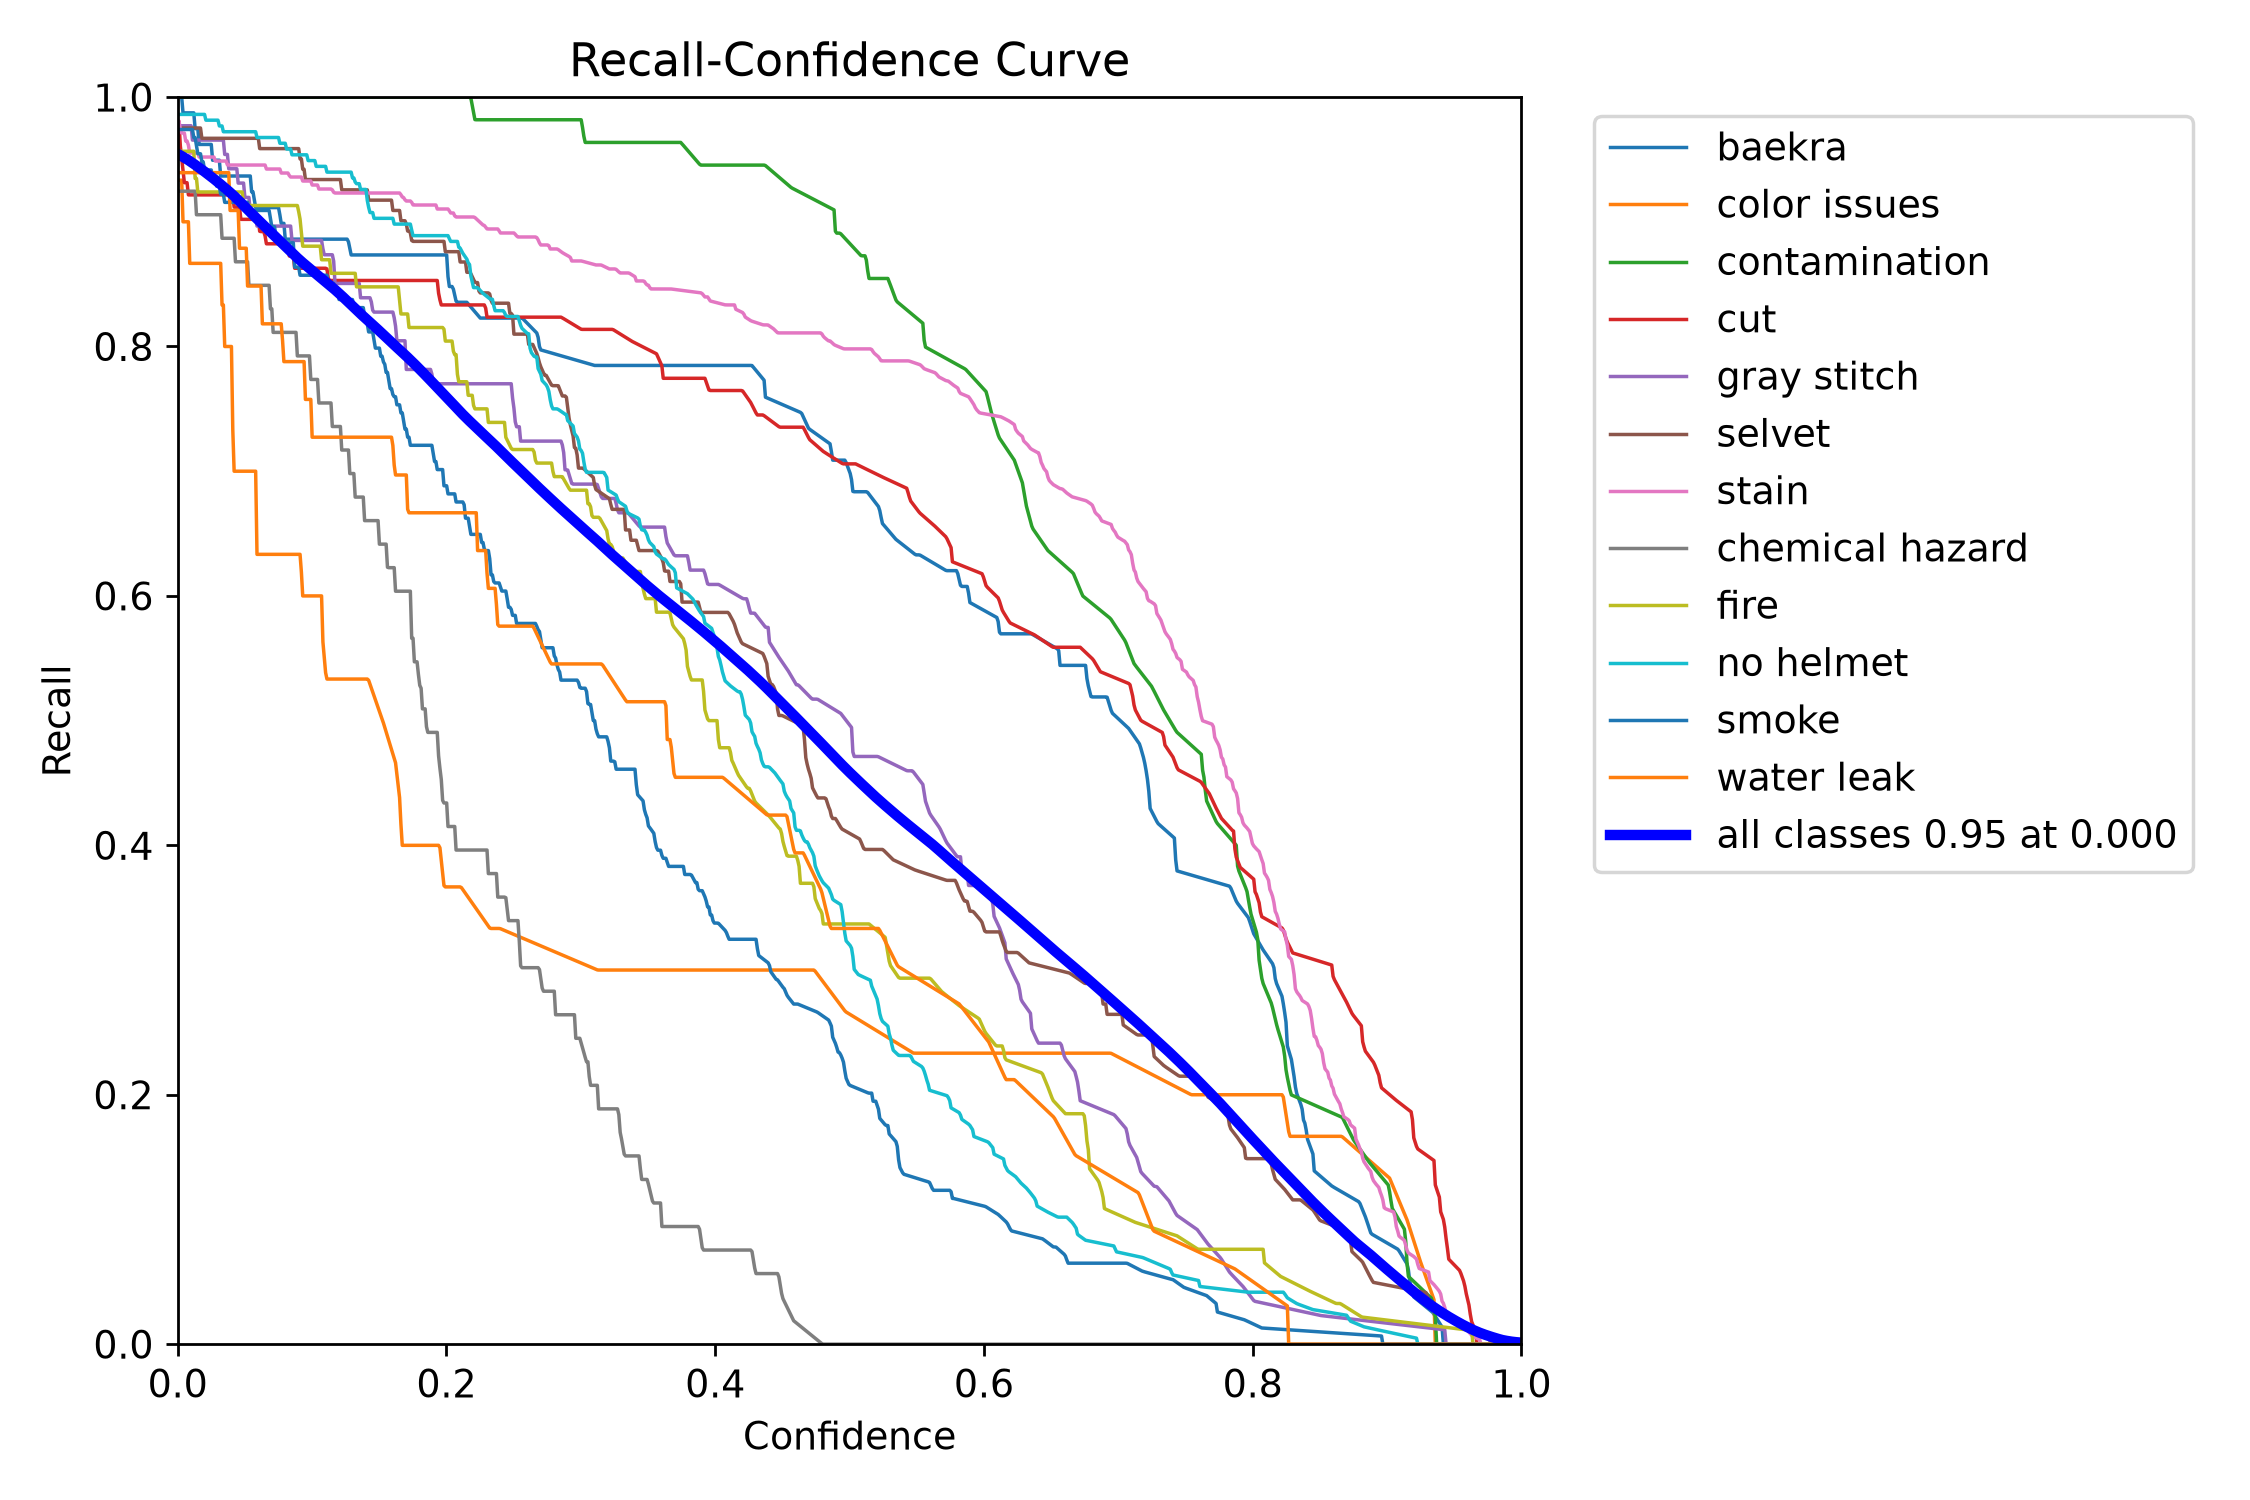 Recall-Confidence Curve
1.0
0.8
0.6
0.4
0.2
0.0
Recall
0.0 0.2 0.4 0.6 0.8 1.0
Confidence
baekra
color issues
contamination
cut
gray stitch
selvet
stain
chemical hazard
fire
no helmet
smoke
water leak
all classes 0.95 at 0.000